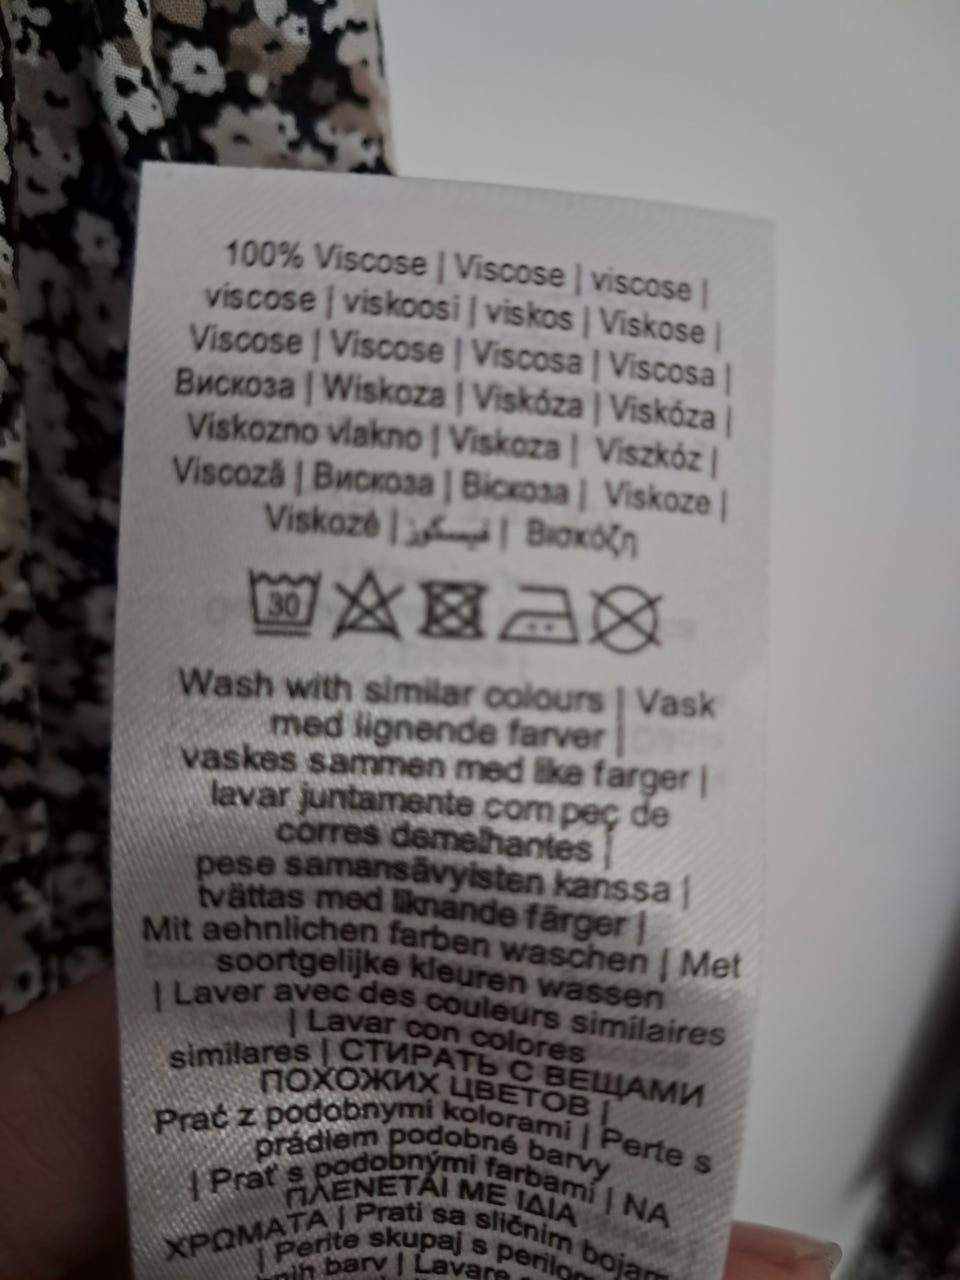 100% Viscose | Viscose | viscose |
viscose | viskoosi | viskos | Viskose |
Viscose | Viscose | Viscosa | Viscosa |
Вискоза | Wiskoza | Viskóza | Viskóza |
Viskozno vlakno | Viskoza | Viszkóz |
Viscoză | Вискоза | Віскоза | Viskoze |
Viskozė | فيسكوز | Βισκόζη
30
Wash with similar colours | Vask
med lignende farver |
vaskes sammen med like farger |
lavar juntamente com peç de
corres demelhantes |
pese samansävyisten kanssa |
tvättas med liknande färger |
Mit aehnlichen farben waschen | Met
soortgelijke kleuren wassen
| Laver avec des couleurs similaires
| Lavar con colores
similares | СТИРАТЬ С ВЕЩАМИ
ПОХОЖИХ ЦВЕТОВ |
Prać z podobnymi kolorami | Perte s
prádiem podobné barvy
| Prať s podobnými farbami | NA
ΠΛΕΝΕΤΑΙ ΜΕ ΙΔΙΑ
ΧΡΩΜΑΤΑ | Prati sa sličnim bojam
| Perite skupaj s perilom
barv | Lavare